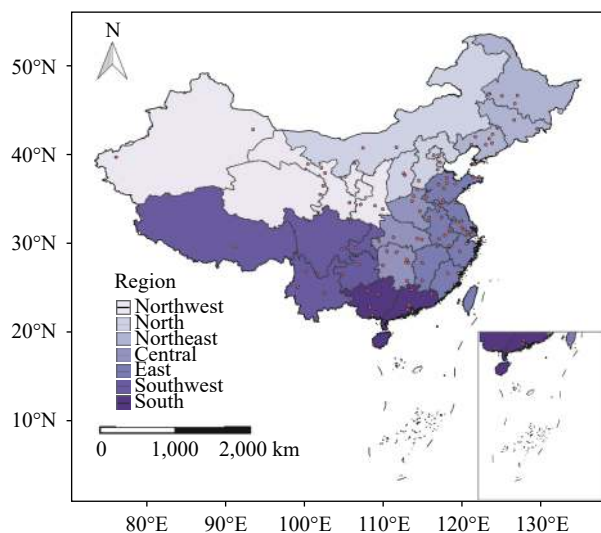 N
50°N
40°N
30°N
20°N
10°N
Region
Northwest
North
Northeast
Central
East
Southwest
South
0 1,000 2,000 km
80°E 90°E 100°E 110°E 120°E 130°E